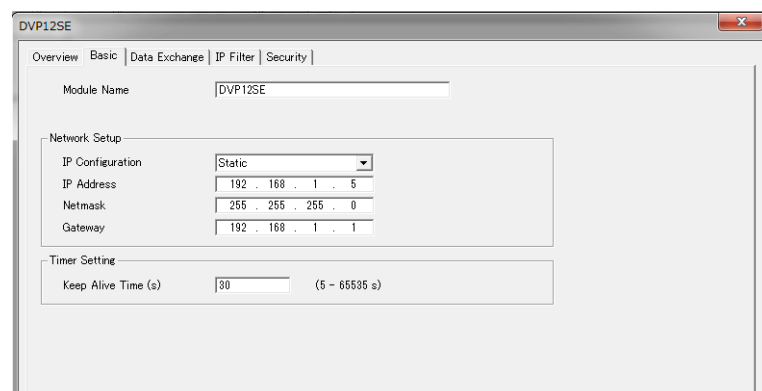 DVP12SE
Overview Basic Data Exchange IP Filter Security
Module Name DVP12SE
Network Setup
IP Configuration Static
IP Address 192 . 168 . 1 . 5
Netmask 255 . 255 . 255 . 0
Gateway 192 . 168 . 1 . 1
Timer Setting
Keep Alive Time (s) 30 (5 - 65535 s)